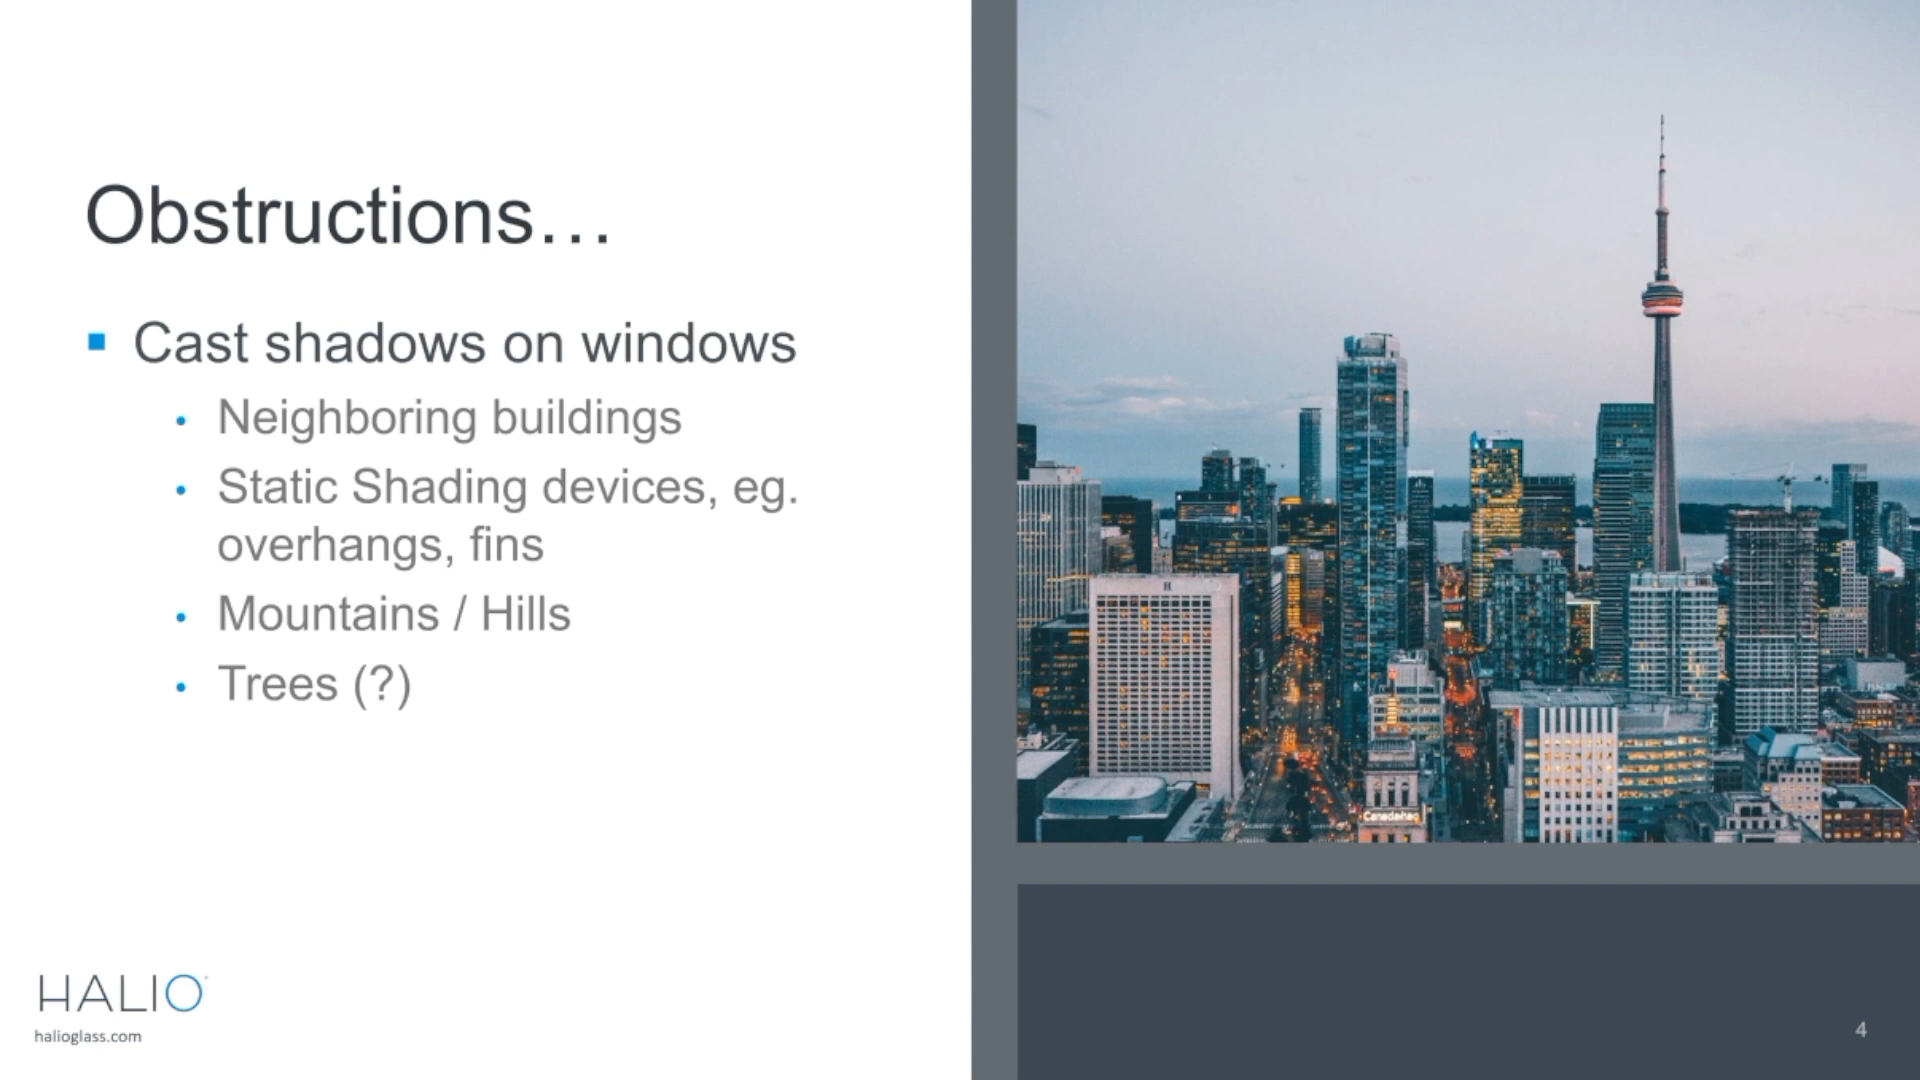 Obstructions…
Cast shadows on windows
Neighboring buildings
Static Shading devices, eg.
overhangs, fins
Mountains / Hills
Trees (?)
HALIO
halioglass.com
H
4